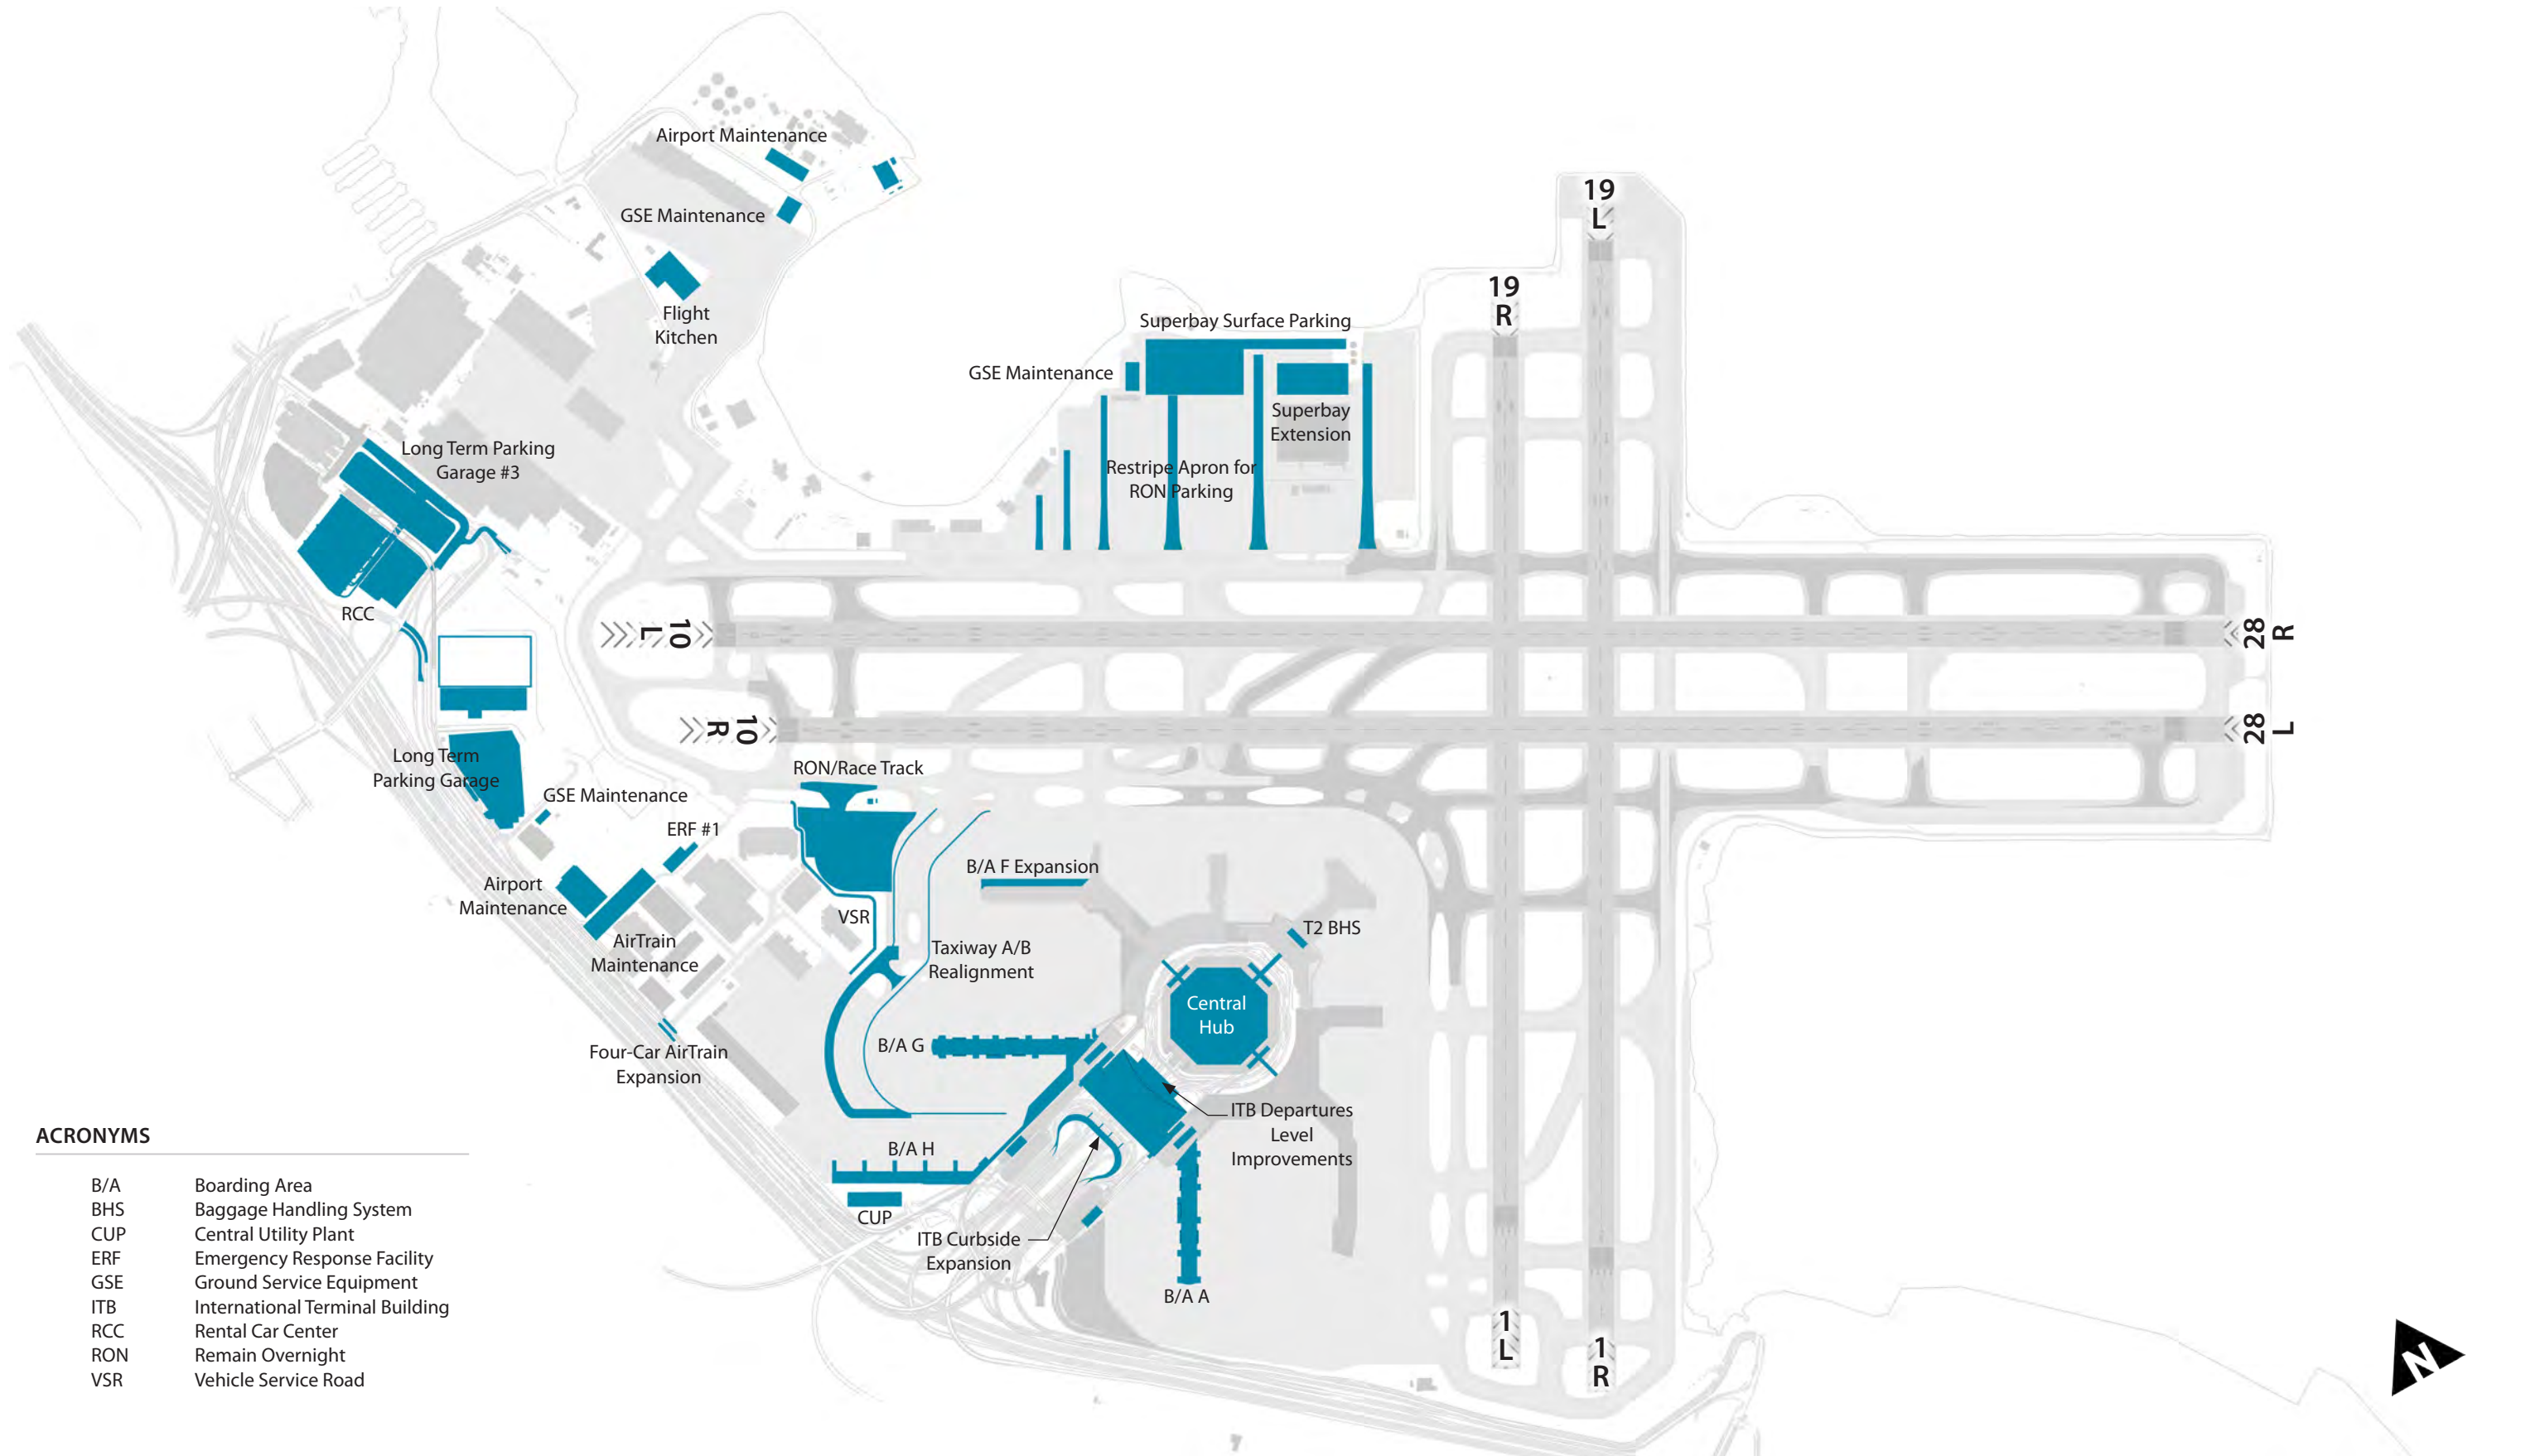 Airport Maintenance
GSE Maintenance
Flight
Kitchen
19
L
19
R
Superbay Surface Parking
GSE Maintenance
Superbay
Extension
Restripe Apron for
RON Parking
Long Term Parking
Garage #3
RCC
10
L
28
R
10
R
28
L
Long Term
Parking Garage
GSE Maintenance
ERF #1
RON/Race Track
B/A F Expansion
Airport
Maintenance
AirTrain
Maintenance
VSR
Taxiway A/B
Realignment
T2 BHS
Central
Hub
B/A G
Four-Car AirTrain
Expansion
ITB Departures
Level
Improvements
B/A H
CUP
ITB Curbside
Expansion
B/A A
1
L
1
R
N
ACRONYMS
B/A Boarding Area
BHS Baggage Handling System
CUP Central Utility Plant
ERF Emergency Response Facility
GSE Ground Service Equipment
ITB International Terminal Building
RCC Rental Car Center
RON Remain Overnight
VSR Vehicle Service Road